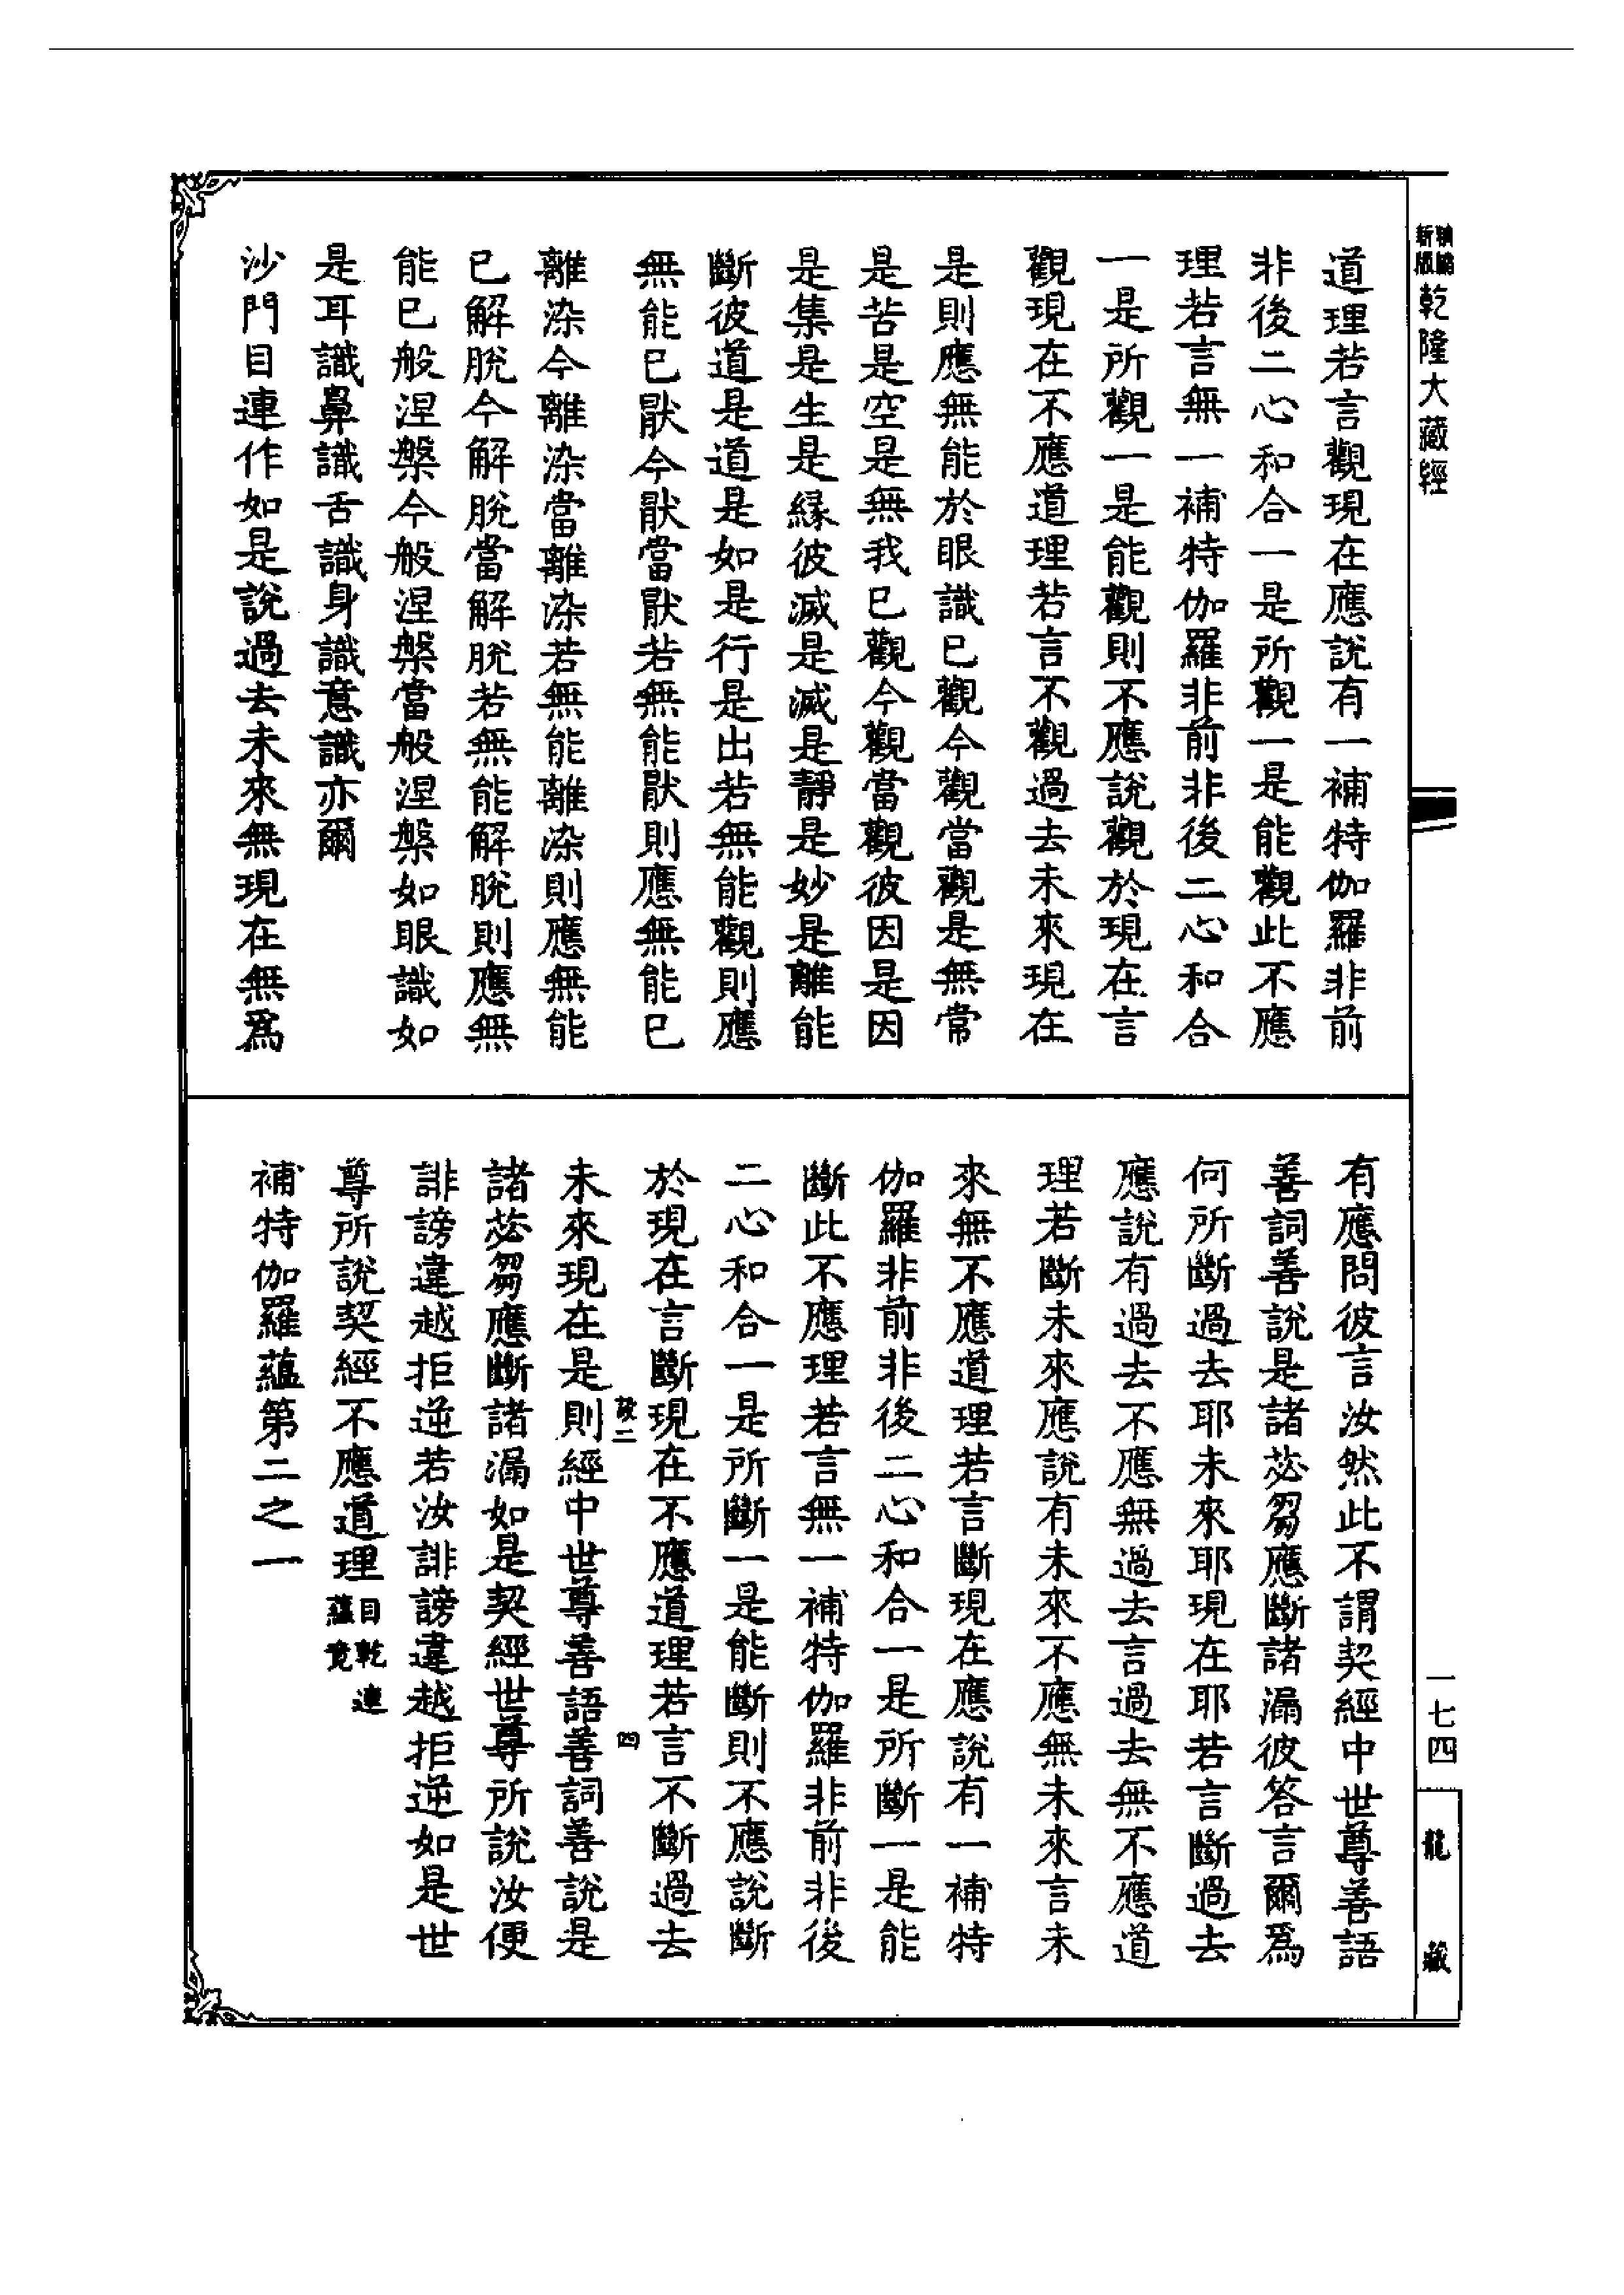 新版 乾隆大藏經
道理若言觀現在應說有一補特伽羅非前
非後二心和合一是所觀一是能觀此不應
理若言無一補特伽羅非前非後二心和合
一是所觀一是能觀則不應說觀於現在言
觀現在不應道理若言不觀過去未來現在
是則應無能於眼識已觀今觀當觀是無常
是苦是空是無我已觀今觀當觀彼因是因
是集是生是緣彼滅是滅是靜是妙是離能
斷彼道是道是如是行是出若無能觀則應
無能已猒今猒當猒若無能猒則應無能已
離染今離染當離染若無能離染則應無能
已解脫今解脫當解脫若無能解脫則應無
能已般涅槃今般涅槃當般涅槃如眼識如
是耳識鼻識舌識身識意識亦爾
沙門目連作如是說過去未來無現在無為
有應問彼言汝然此不謂契經中世尊善語
善詞善說是諸苾芻應斷諸漏彼答言爾為
何所斷過去耶未來耶現在耶若言斷過去
應說有過去不應無過去言過去無不應道
理若斷未來應說有未來不應無未來言未
來無不應道理若言斷現在應說有一補特
伽羅非前非後二心和合一是所斷一是能
斷此不應理若言無一補特伽羅非前非後
二心和合一是所斷一是能斷則不應說斷
於現在言斷現在不應道理若言不斷過去
二 四
未來現在是則經中世尊善語善詞善說是
諸苾芻應斷諸漏如是契經世尊所說汝便
誹謗違越拒逆若汝誹謗違越拒逆如是世
尊所說契經不應道理 目乾連蘊竟
補特伽羅蘊第二之一
一七四
龍藏